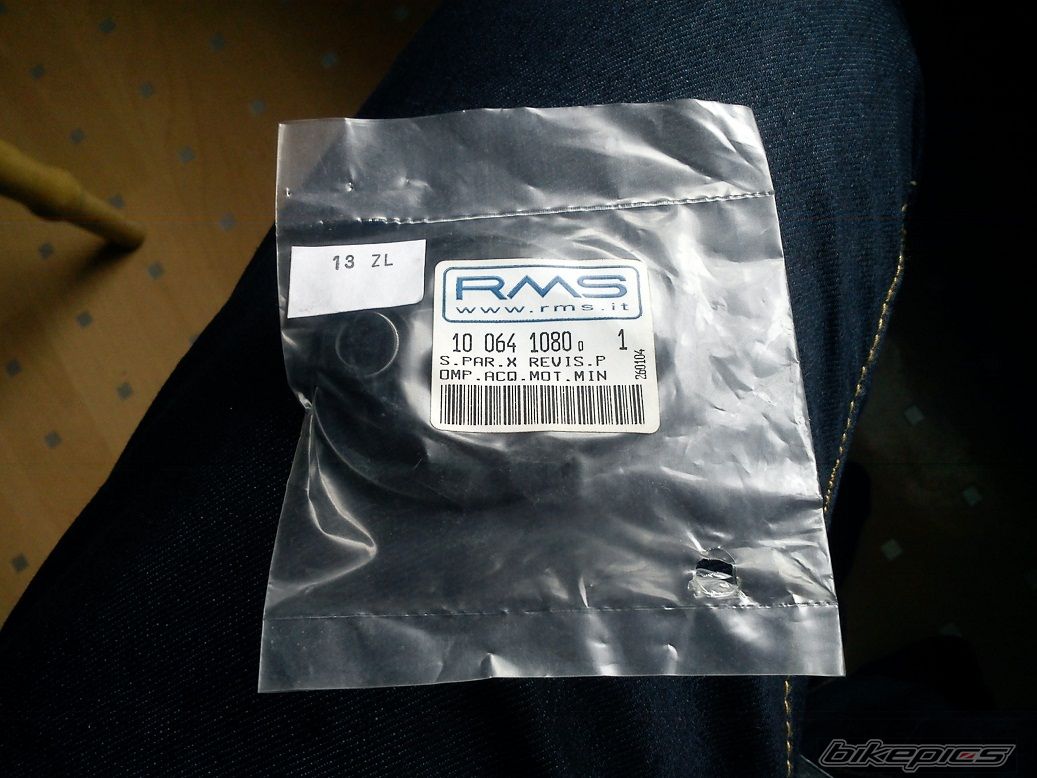 13 ZL
RMS
www.rms.it
10 064 1080 0 1
S.PAR.X REVIS.P
OMP.ACQ.MOT.MIN
260104
bikepics